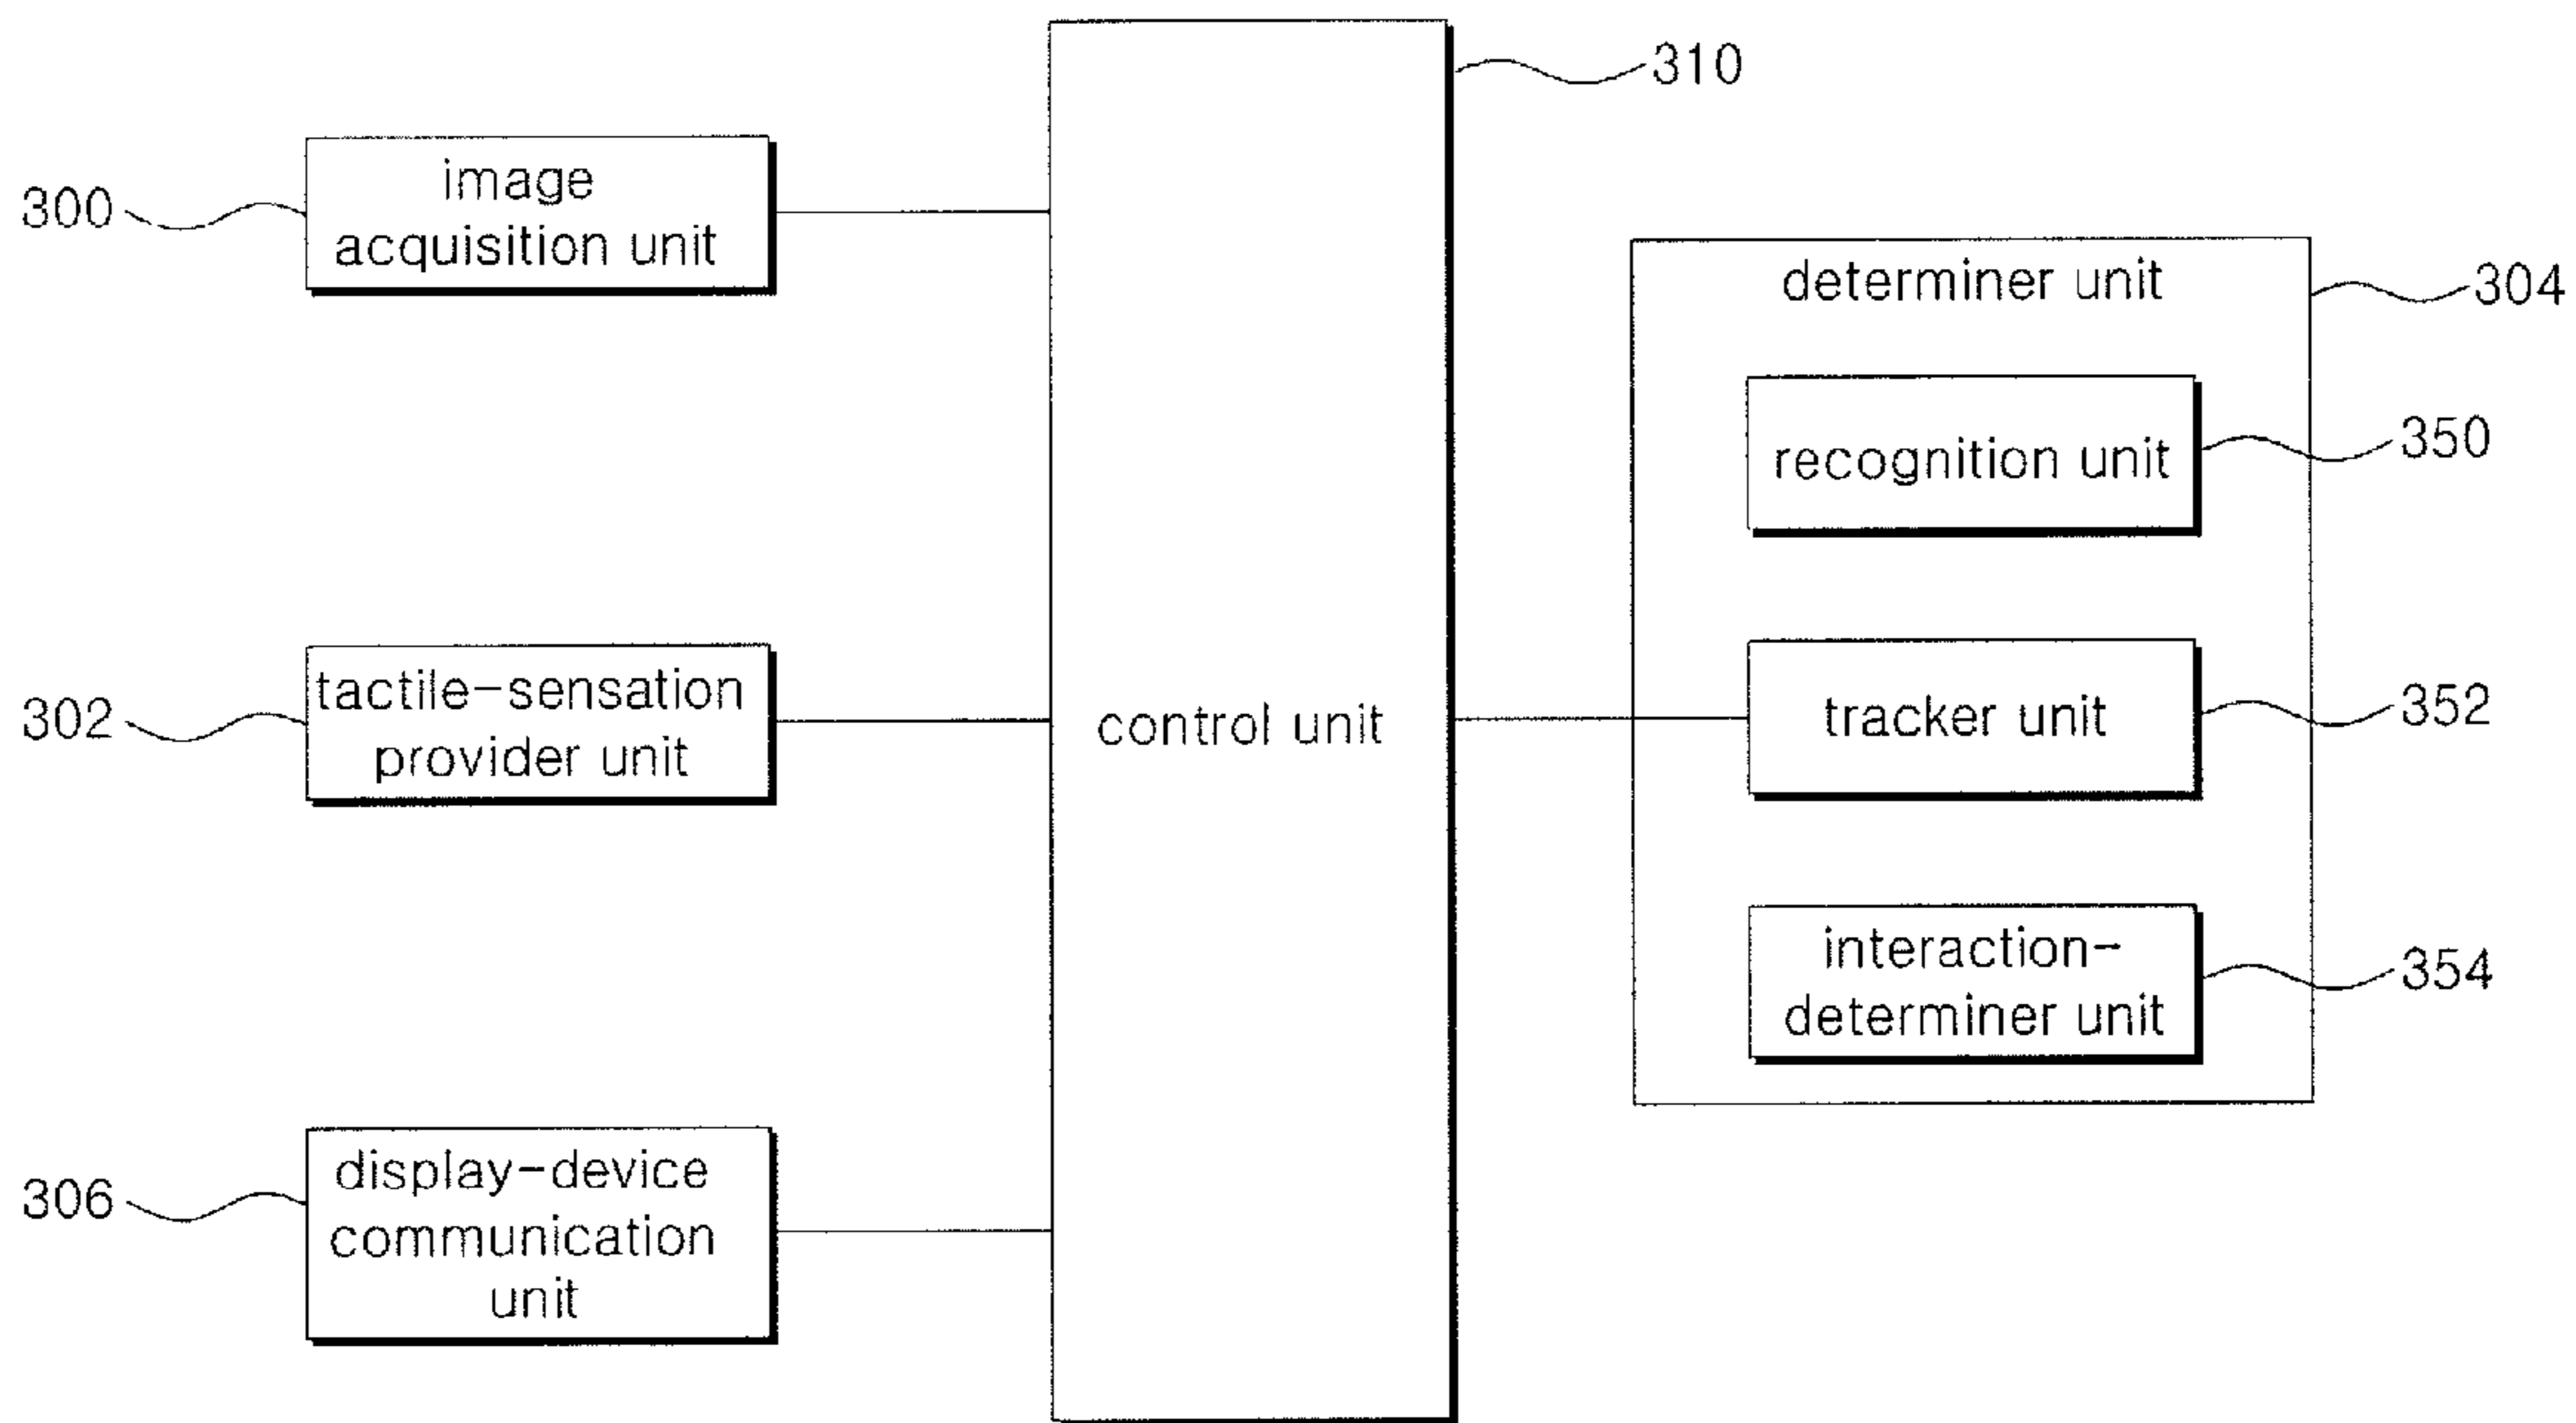 310
image
acquisition unit
300
determiner unit
304
recognition unit
350
tactile-sensation
provider unit
302
control unit
tracker unit
352
interaction-
determiner unit
354
display-device
communication
unit
306